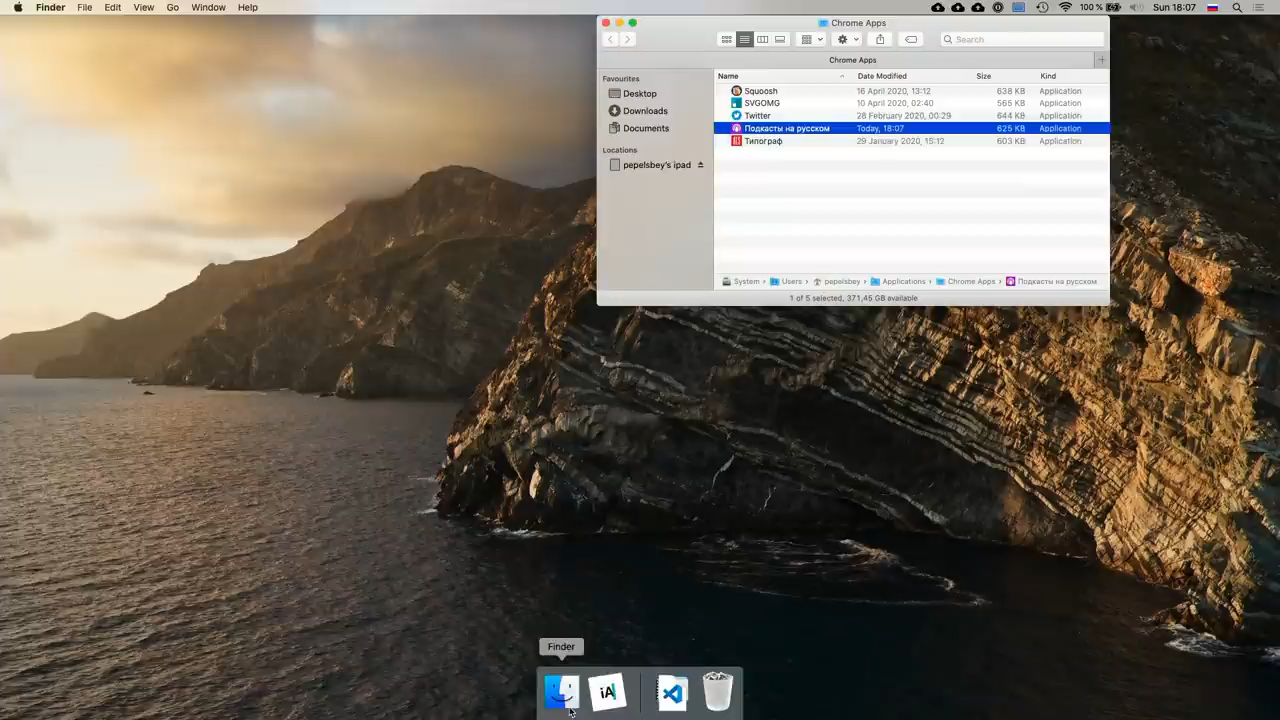 Finder File Edit View Go Window Help 100 % Sun 18:07
Chrome Apps
Search
Chrome Apps
Favourites
Desktop
Downloads
Documents
Locations
pepelsbey's ipad
Name Date Modified Size Kind
Squoosh 16 April 2020, 13:12 638 KB Application
SVGOMG 10 April 2020, 02:40 565 KB Application
Twitter 28 February 2020, 00:29 644 KB Application
Подкасты на русском Today, 18:07 625 KB Application
Типограф 29 January 2020, 15:12 603 KB Application
System › Users › pepelsbey › Applications › Chrome Apps › Подкасты на русском
1 of 5 selected, 371,45 GB available
Finder
iA